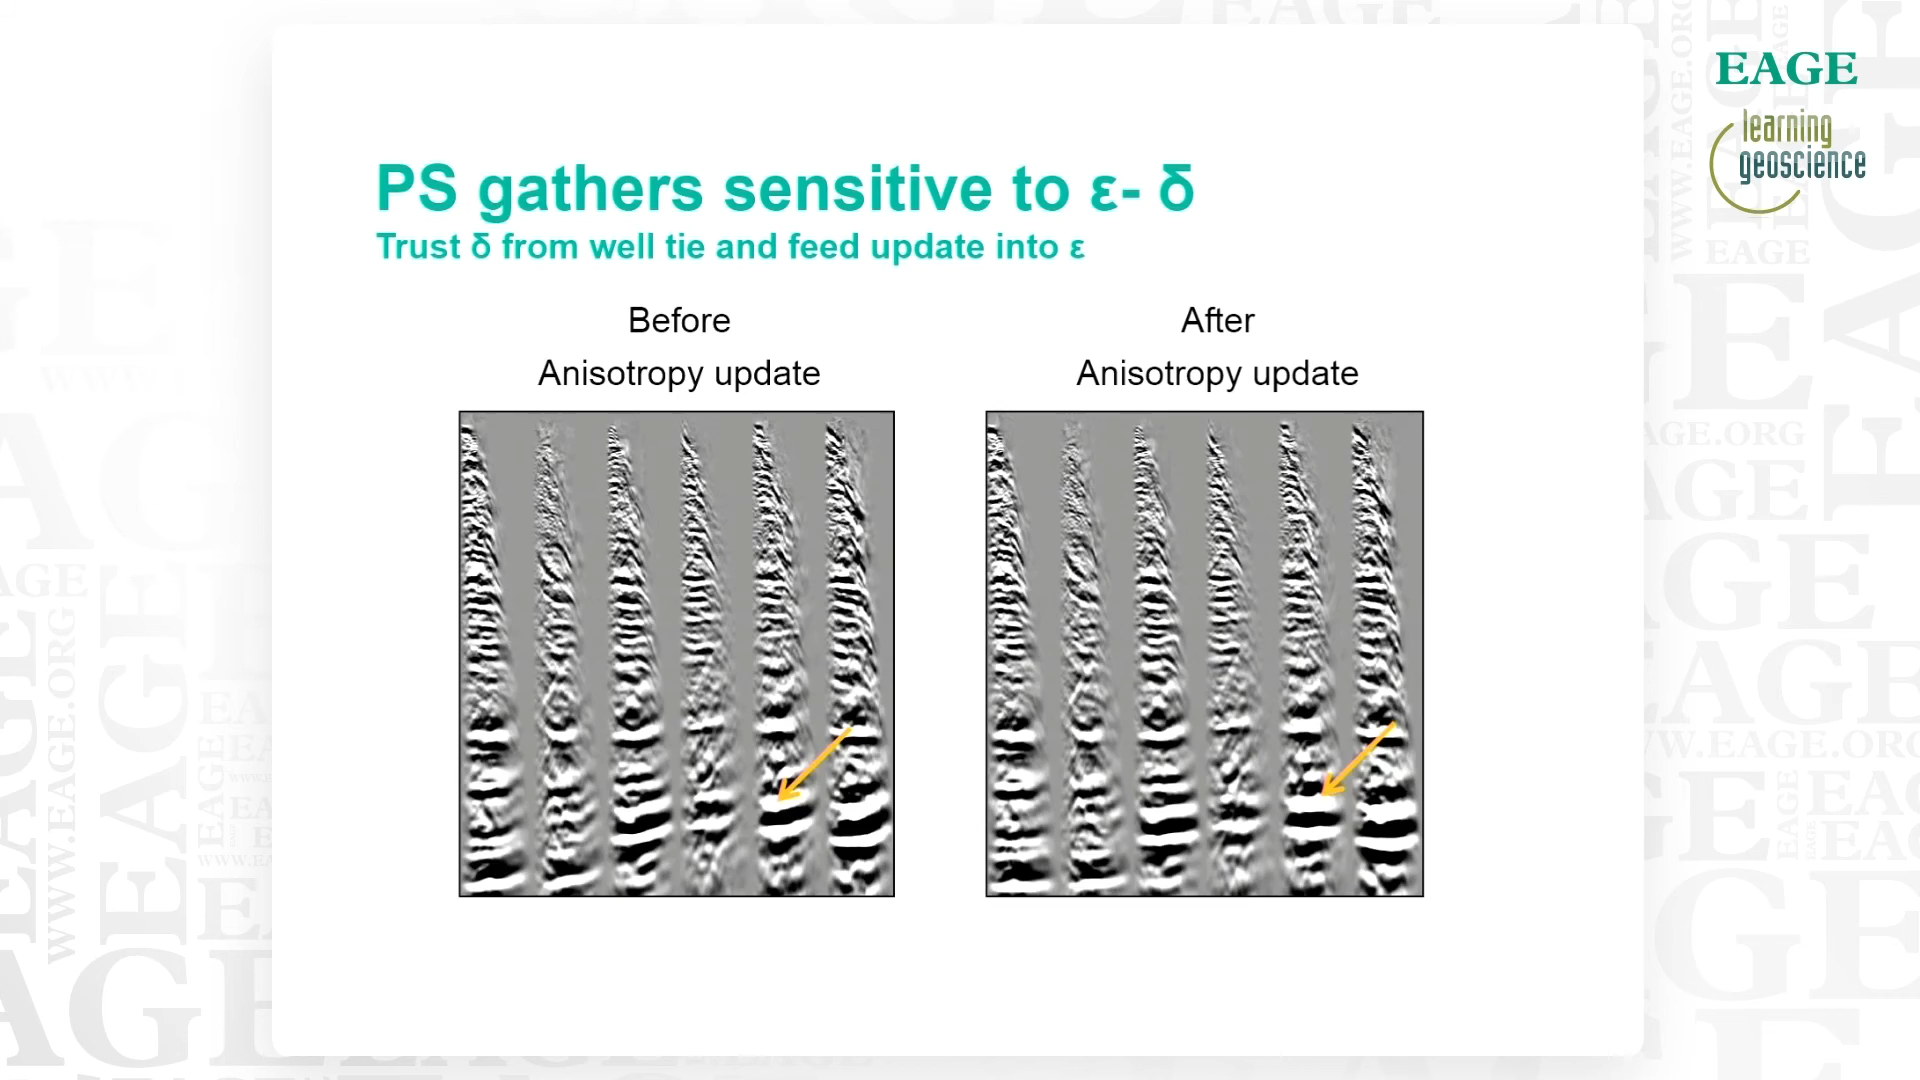 EAGE
learning
geoscience
PS gathers sensitive to ε- δ
Trust δ from well tie and feed update into ε
Before
Anisotropy update
After
Anisotropy update